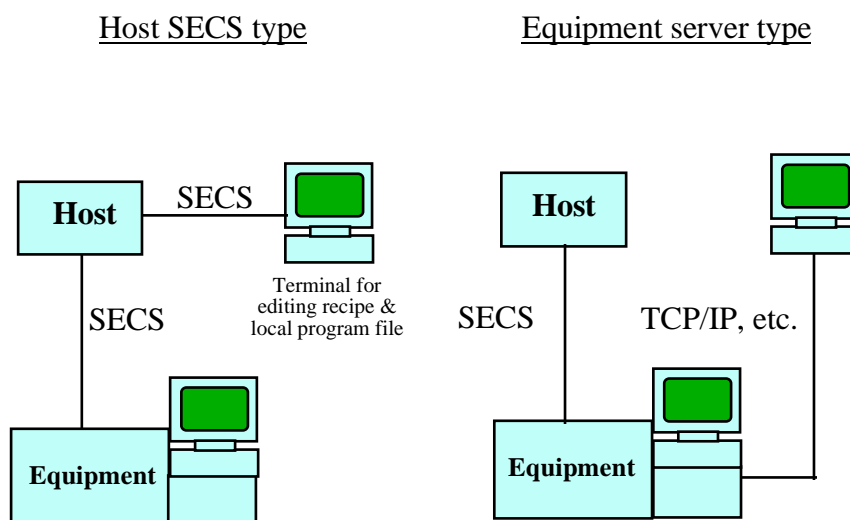 Host SECS type
Equipment server type
Host
SECS
Terminal for
editing recipe &
local program file
SECS
Equipment
Host
SECS
TCP/IP, etc.
Equipment